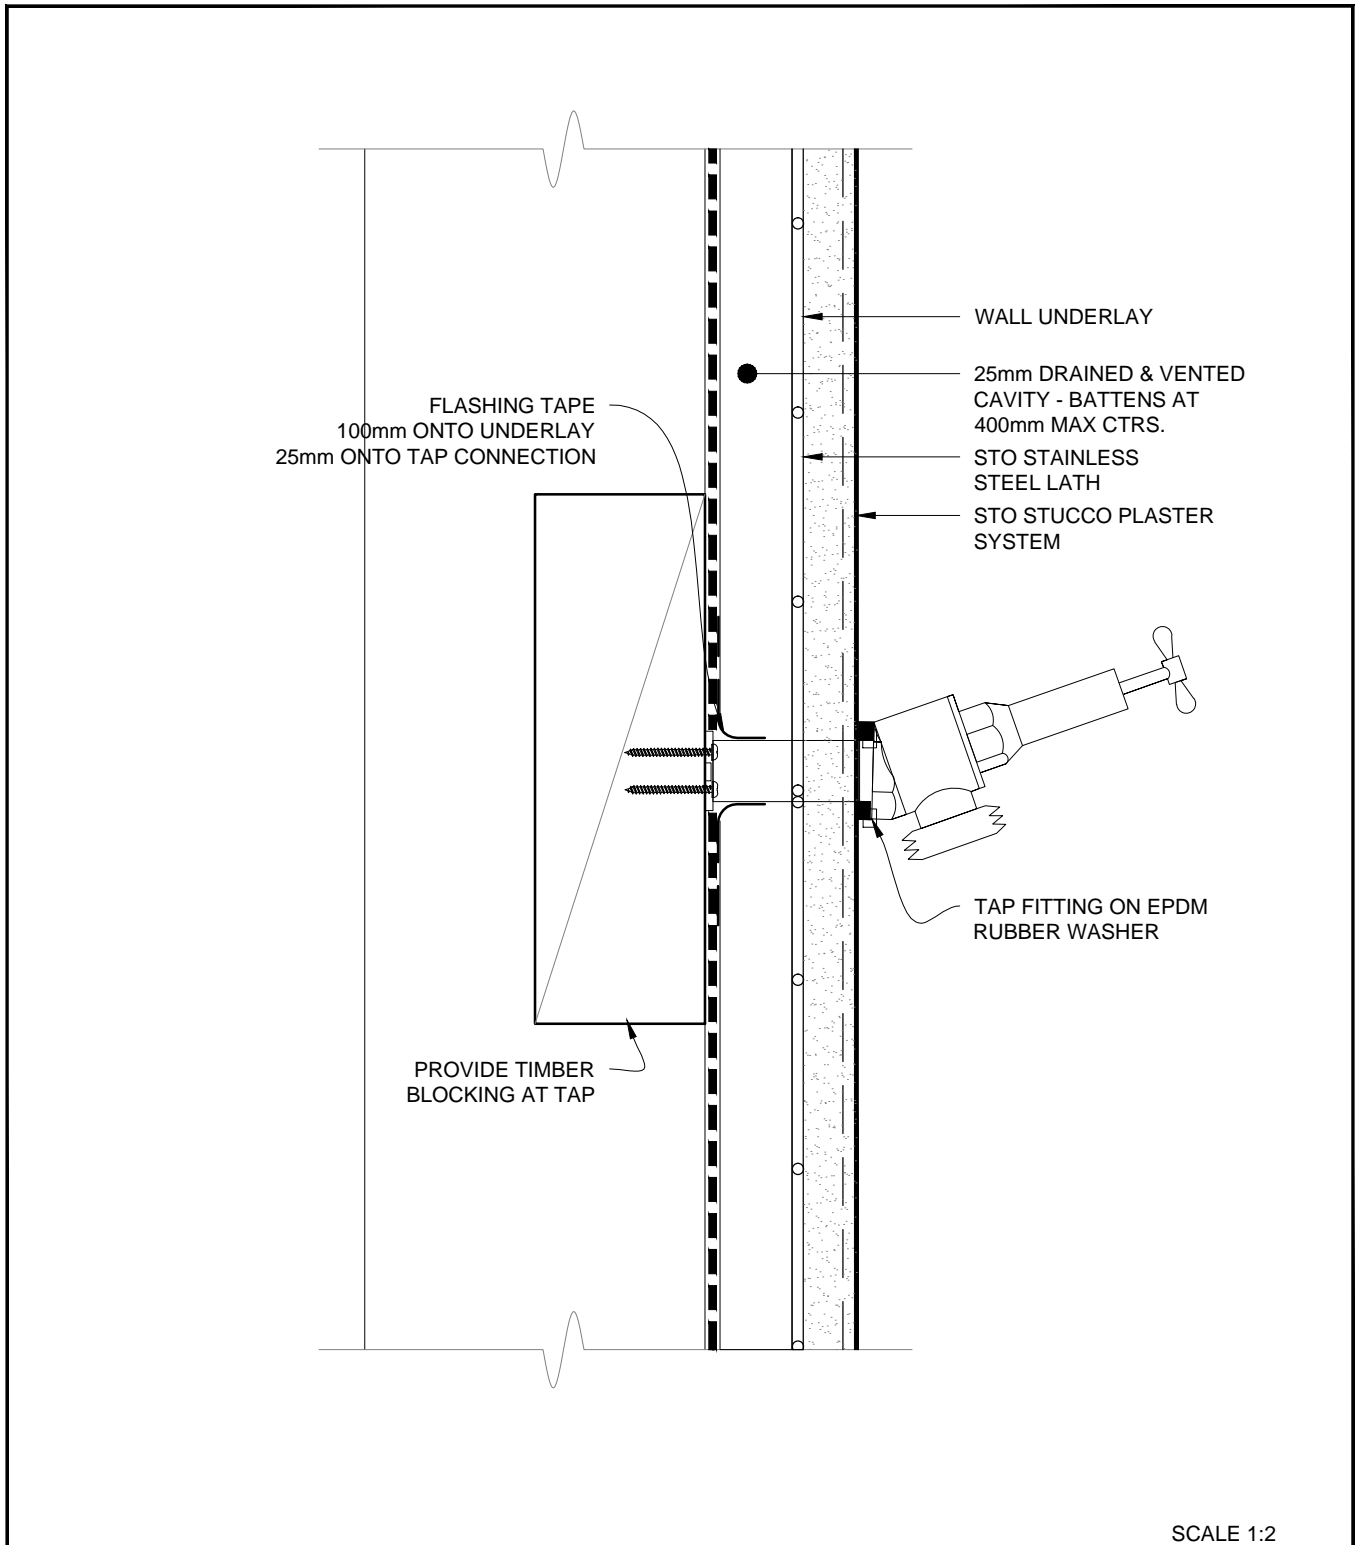 WALL UNDERLAY
25mm DRAINED & VENTED
CAVITY - BATTENS AT
400mm MAX CTRS.
FLASHING TAPE
100mm ONTO UNDERLAY
25mm ONTO TAP CONNECTION
STO STAINLESS
STEEL LATH
STO STUCCO PLASTER
SYSTEM
TAP FITTING ON EPDM
RUBBER WASHER
PROVIDE TIMBER
BLOCKING AT TAP
SCALE 1:2